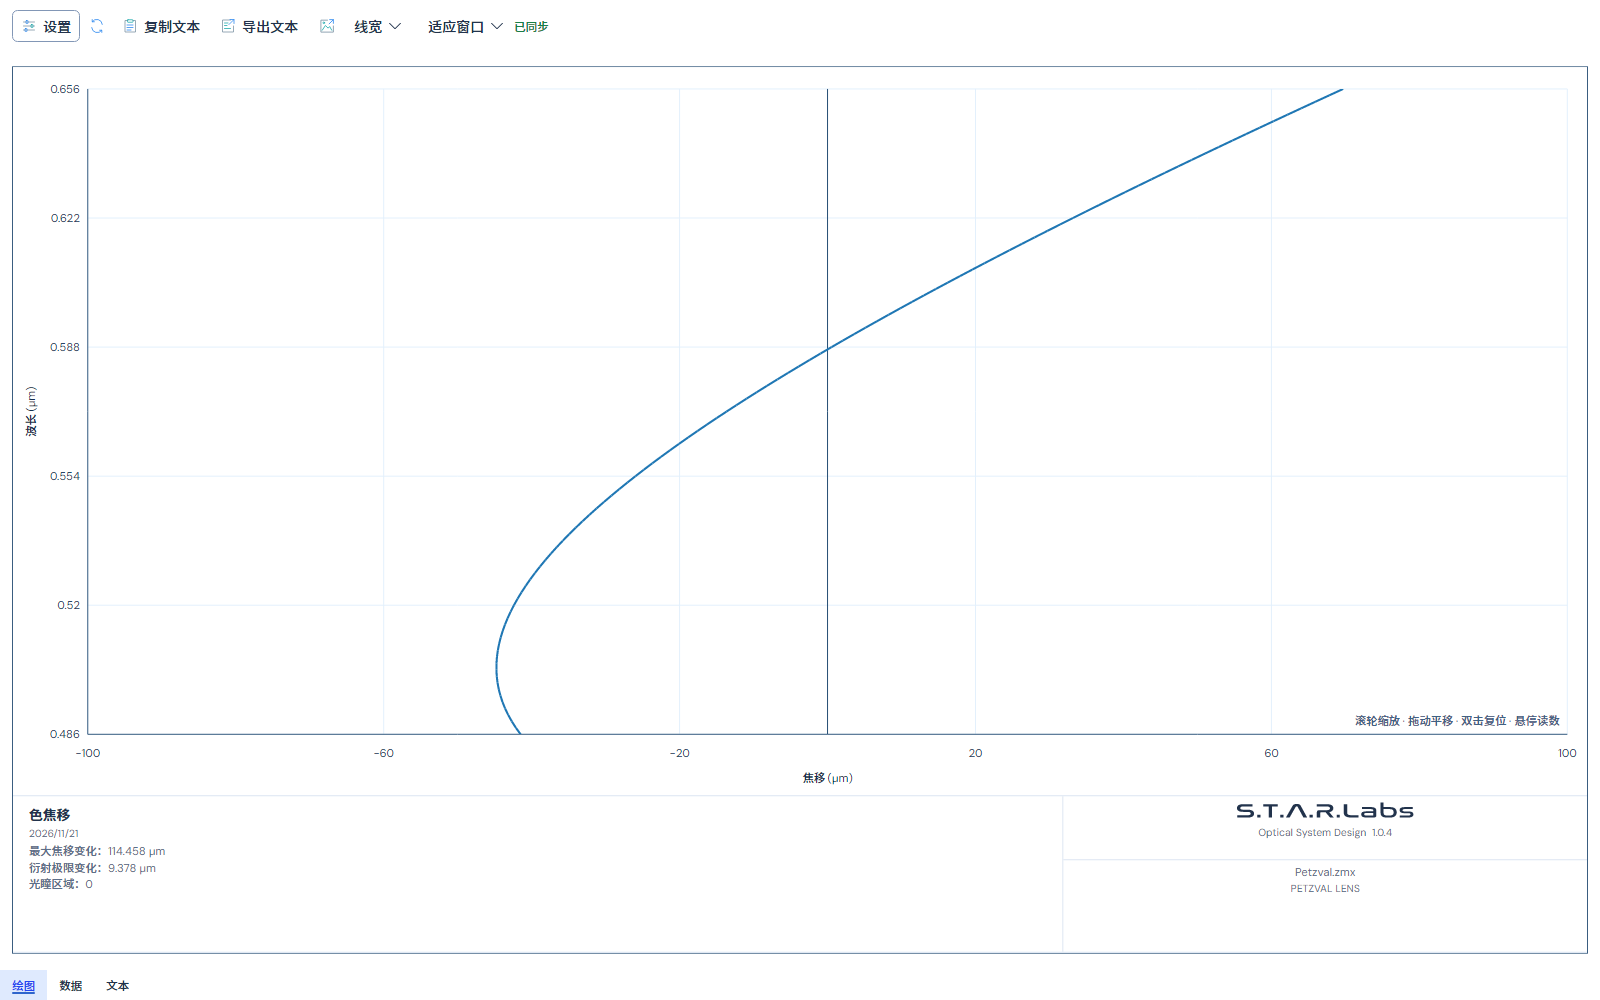 设置 复制文本 导出文本 线宽 适应窗口 已同步
0.656
0.622
0.588
0.554
0.52
0.486
波长 (μm)
−100 −60 −20 20 60 100
焦移 (μm)
滚轮缩放 · 拖动平移 · 双击复位 · 悬停读数
色焦移
2026/11/21
最大焦移变化: 114.458 μm
衍射极限变化: 9.378 μm
光瞳区域: 0
S.T.A.R.Labs
Optical System Design 1.0.4
Petzval.zmx
PETZVAL LENS
绘图 数据 文本